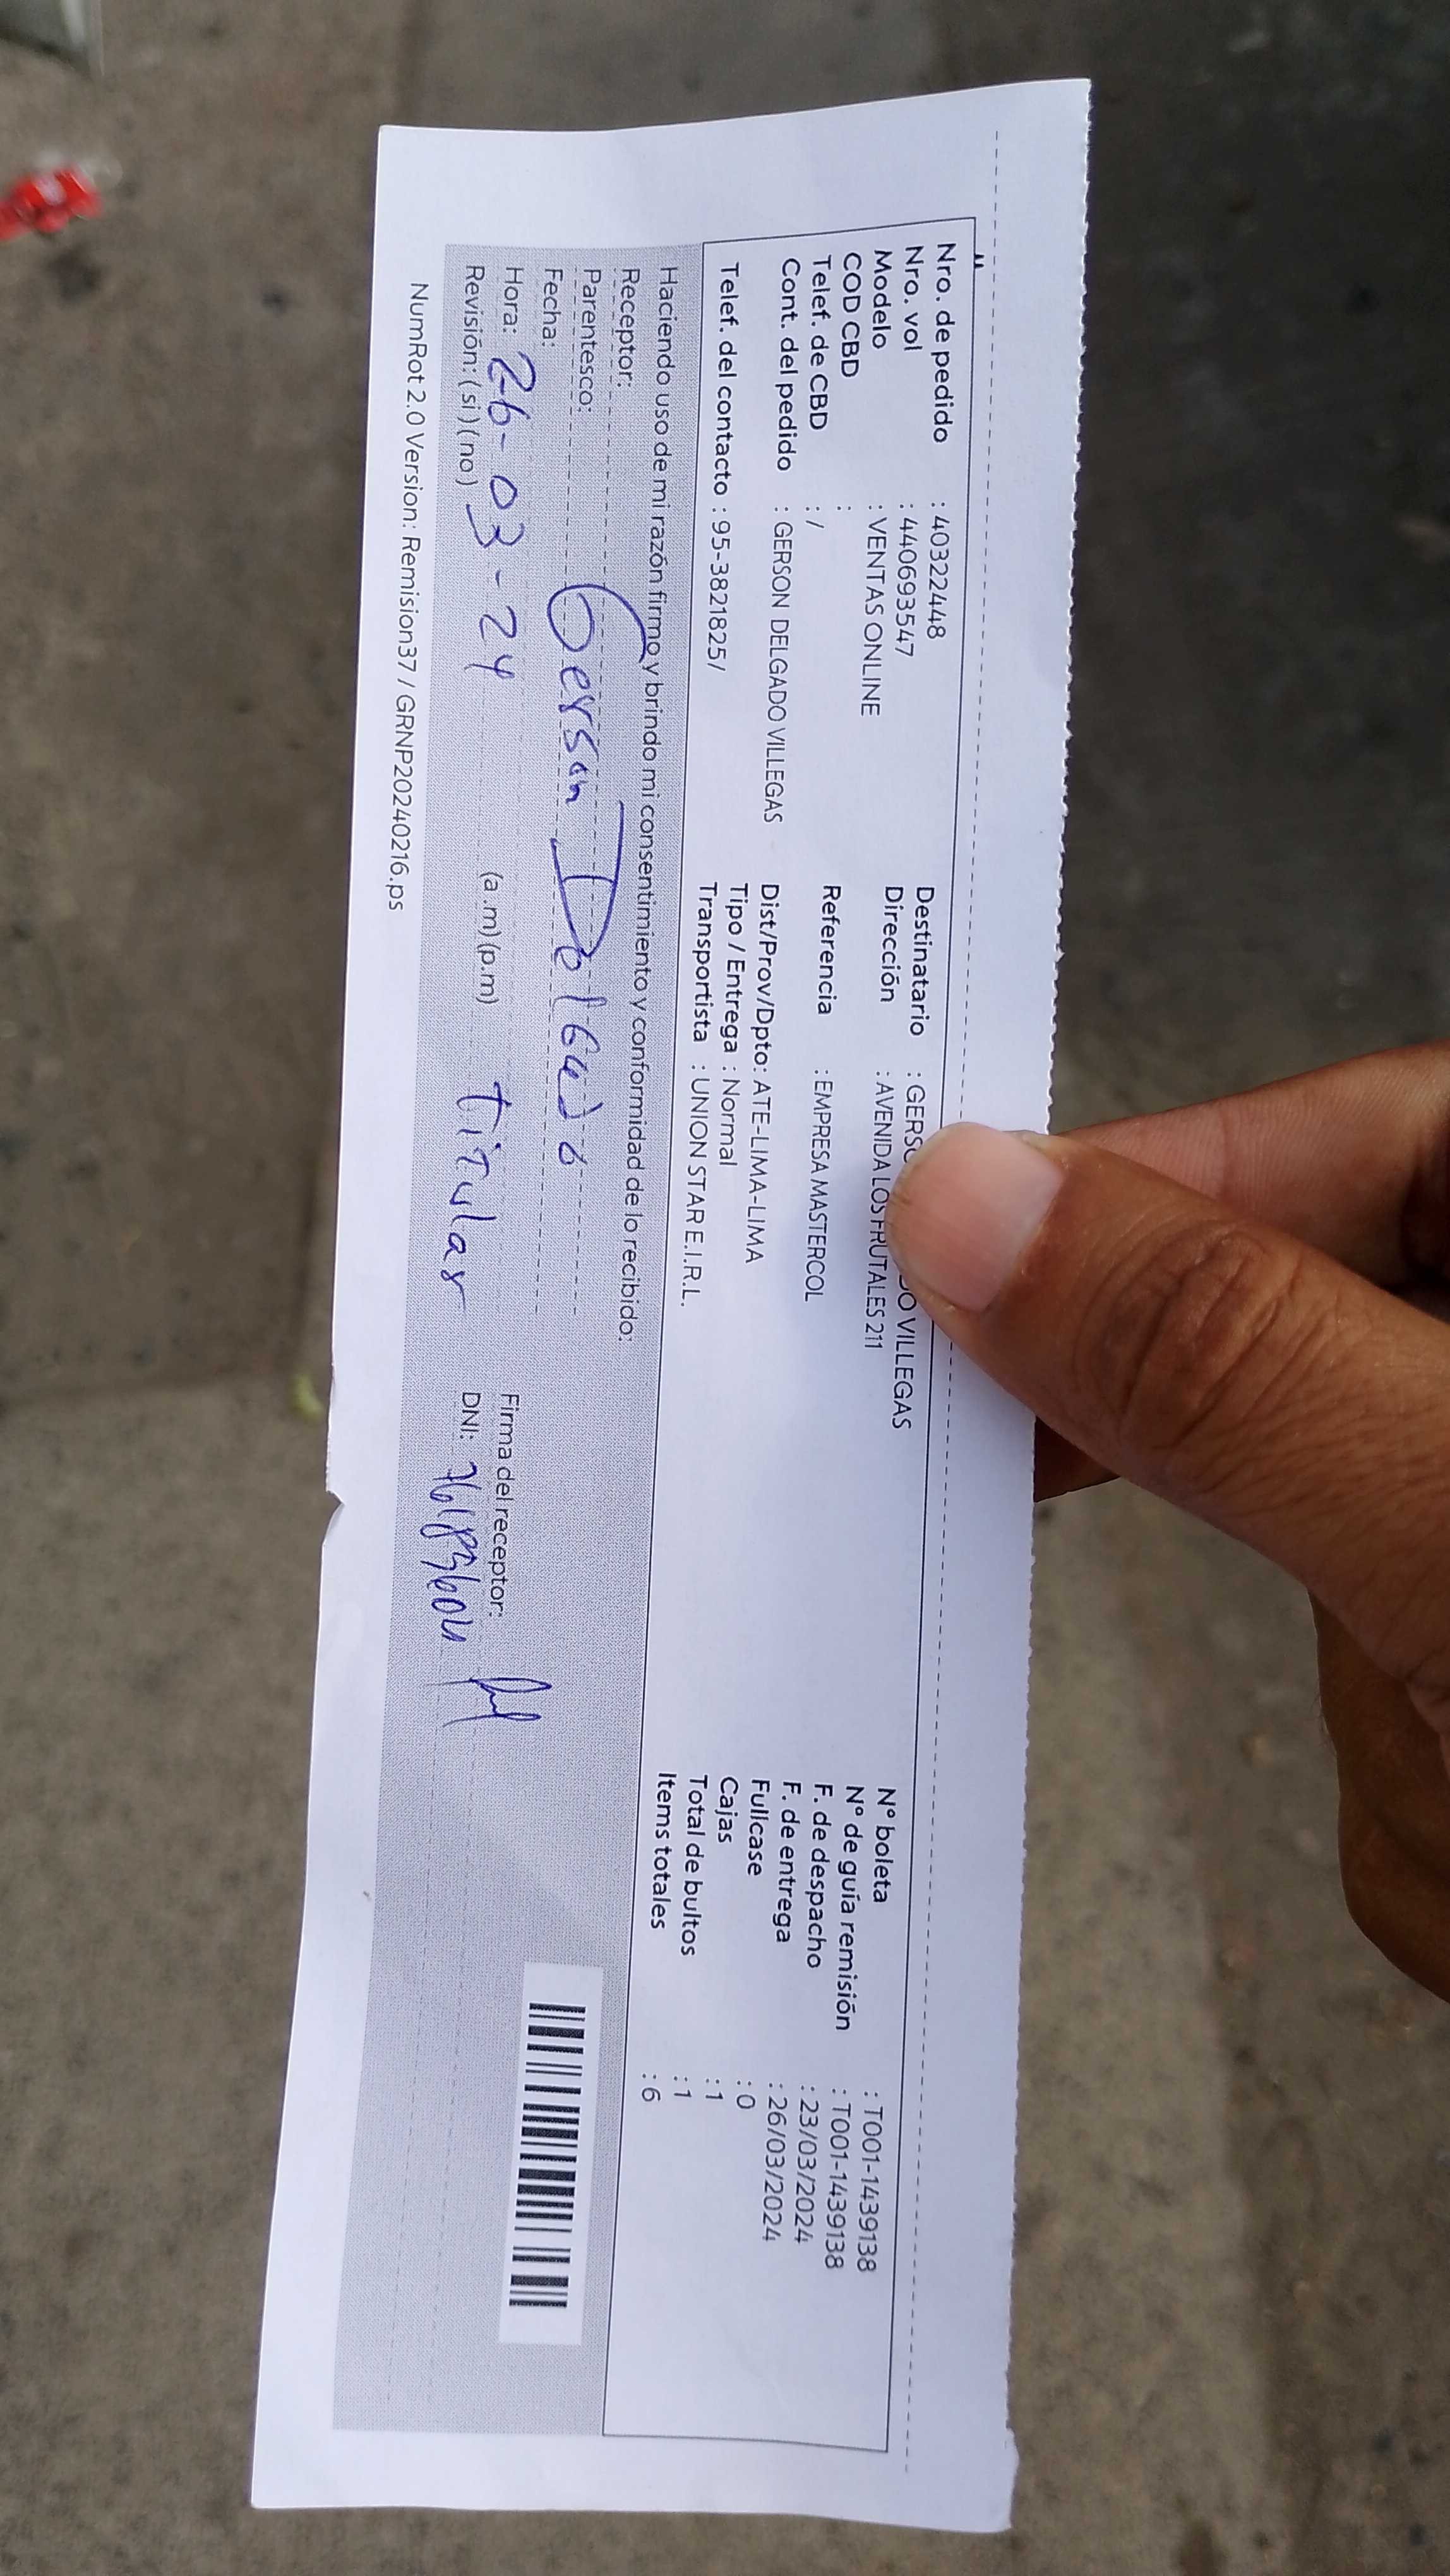 Nro. de pedido : 40322448
Nro. vol : 440693547
Modelo : VENTAS ONLINE
COD CBD :
Telef. de CBD : /
Cont. del pedido : GERSON DELGADO VILLEGAS
Telef. del contacto : 95-3821825/
Destinatario : VILLEGAS
Dirección : AVENIDA LOS FRUTALES 211
Referencia : EMPRESA MASTERCOL
Dist/Prov/Dpto: ATE-LIMA-LIMA
Tipo / Entrega : Normal
Transportista : UNION STAR E.I.R.L.
Nº boleta : T001-1439138
Nº de guía remisión : T001-1439138
F. de despacho : 23/03/2024
F. de entrega : 26/03/2024
Fullcase : 0
Cajas : 1
Total de bultos : 1
Items totales : 6
Haciendo uso de mi razón firmo y brindo mi consentimiento y conformidad de lo recibido:
Receptor:
Parentesco: Gerson Delgado
Fecha:
Hora: 26-03-24 (a.m)(p.m) titular
Revisión: (si) (no)
Firma del receptor:
DNI:
NumRot 2.0 Version: Remision37 / GRNP20240216.ps